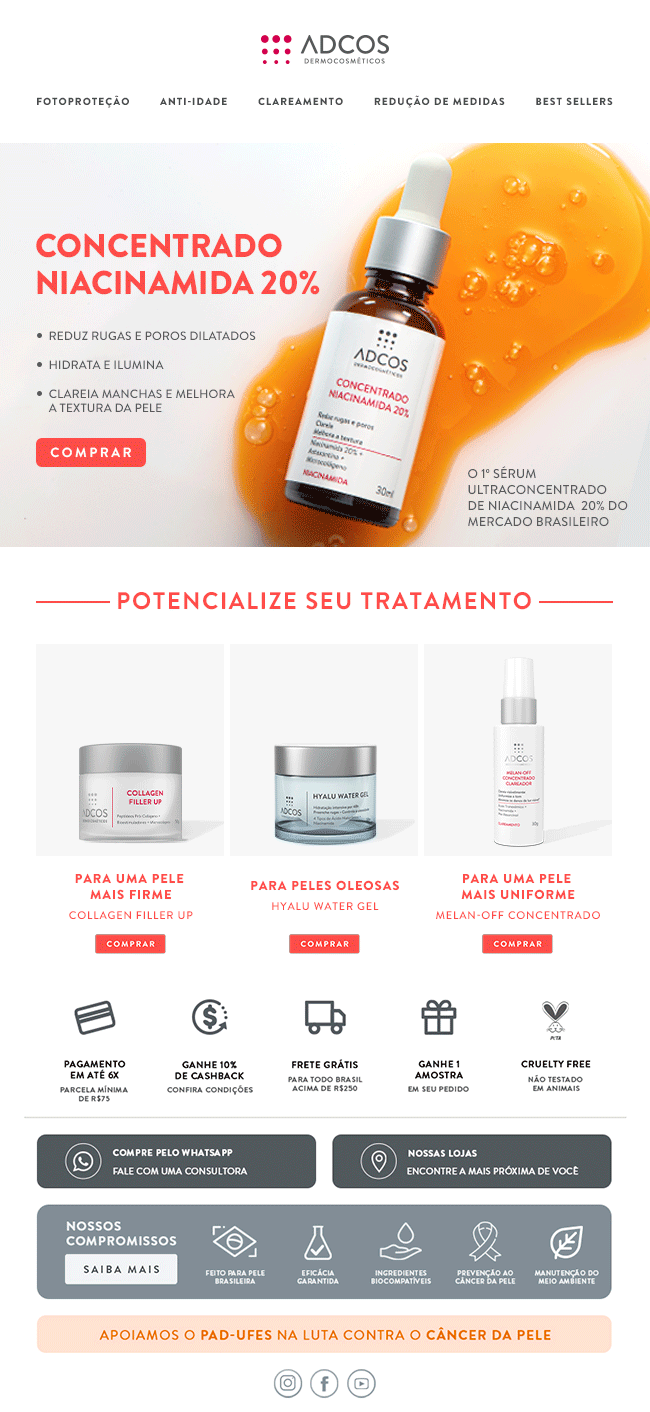 ADCOS
DERMOCOSMÉTICOS
FOTOPROTEÇÃO ANTI-IDADE CLAREAMENTO REDUÇÃO DE MEDIDAS BEST SELLERS
CONCENTRADO
NIACINAMIDA 20%
• REDUZ RUGAS E POROS DILATADOS
• HIDRATA E ILUMINA
• CLAREIA MANCHAS E MELHORA
A TEXTURA DA PELE
COMPRAR
ADCOS
DERMOCOSMÉTICOS
CONCENTRADO
NIACINAMIDA 20%
Reduz rugas e poros
Clareia
Melhora a textura
Niacinamida 20% •
Astaxantina •
Microcolágeno
NIACINAMIDA
30ml
O 1º SÉRUM
ULTRACONCENTRADO
DE NIACINAMIDA 20% DO
MERCADO BRASILEIRO
POTENCIALIZE SEU TRATAMENTO
COLLAGEN
FILLER UP
ADCOS
HYALU WATER GEL
ADCOS
ADCOS
MELAN-OFF
CONCENTRADO
CLAREADOR
CLAREAMENTO
30g
PARA UMA PELE
MAIS FIRME
COLLAGEN FILLER UP
COMPRAR
PARA PELES OLEOSAS
HYALU WATER GEL
COMPRAR
PARA UMA PELE
MAIS UNIFORME
MELAN-OFF CONCENTRADO
COMPRAR
PAGAMENTO
EM ATÉ 6X
PARCELA MÍNIMA
DE R$75
GANHE 10%
DE CASHBACK
CONFIRA CONDIÇÕES
FRETE GRÁTIS
PARA TODO BRASIL
ACIMA DE R$250
GANHE 1
AMOSTRA
EM SEU PEDIDO
PETA
CRUELTY FREE
NÃO TESTADO
EM ANIMAIS
COMPRE PELO WHATSAPP
FALE COM UMA CONSULTORA
NOSSAS LOJAS
ENCONTRE A MAIS PRÓXIMA DE VOCÊ
NOSSOS
COMPROMISSOS
SAIBA MAIS
FEITO PARA PELE
BRASILEIRA
EFICÁCIA
GARANTIDA
INGREDIENTES
BIOCOMPATÍVEIS
PREVENÇÃO AO
CÂNCER DA PELE
MANUTENÇÃO DO
MEIO AMBIENTE
APOIAMOS O PAD-UFES NA LUTA CONTRA O CÂNCER DA PELE